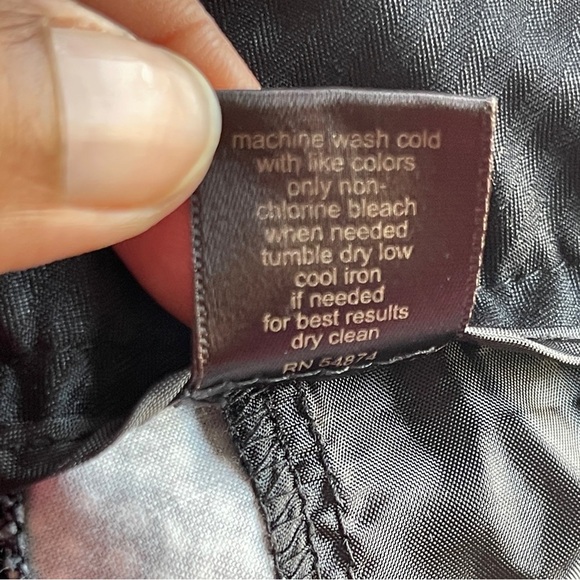 machine wash cold
with like colors
only non-
chlorine bleach
when needed
tumble dry low
cool iron
if needed
for best results
dry clean
RN 54874